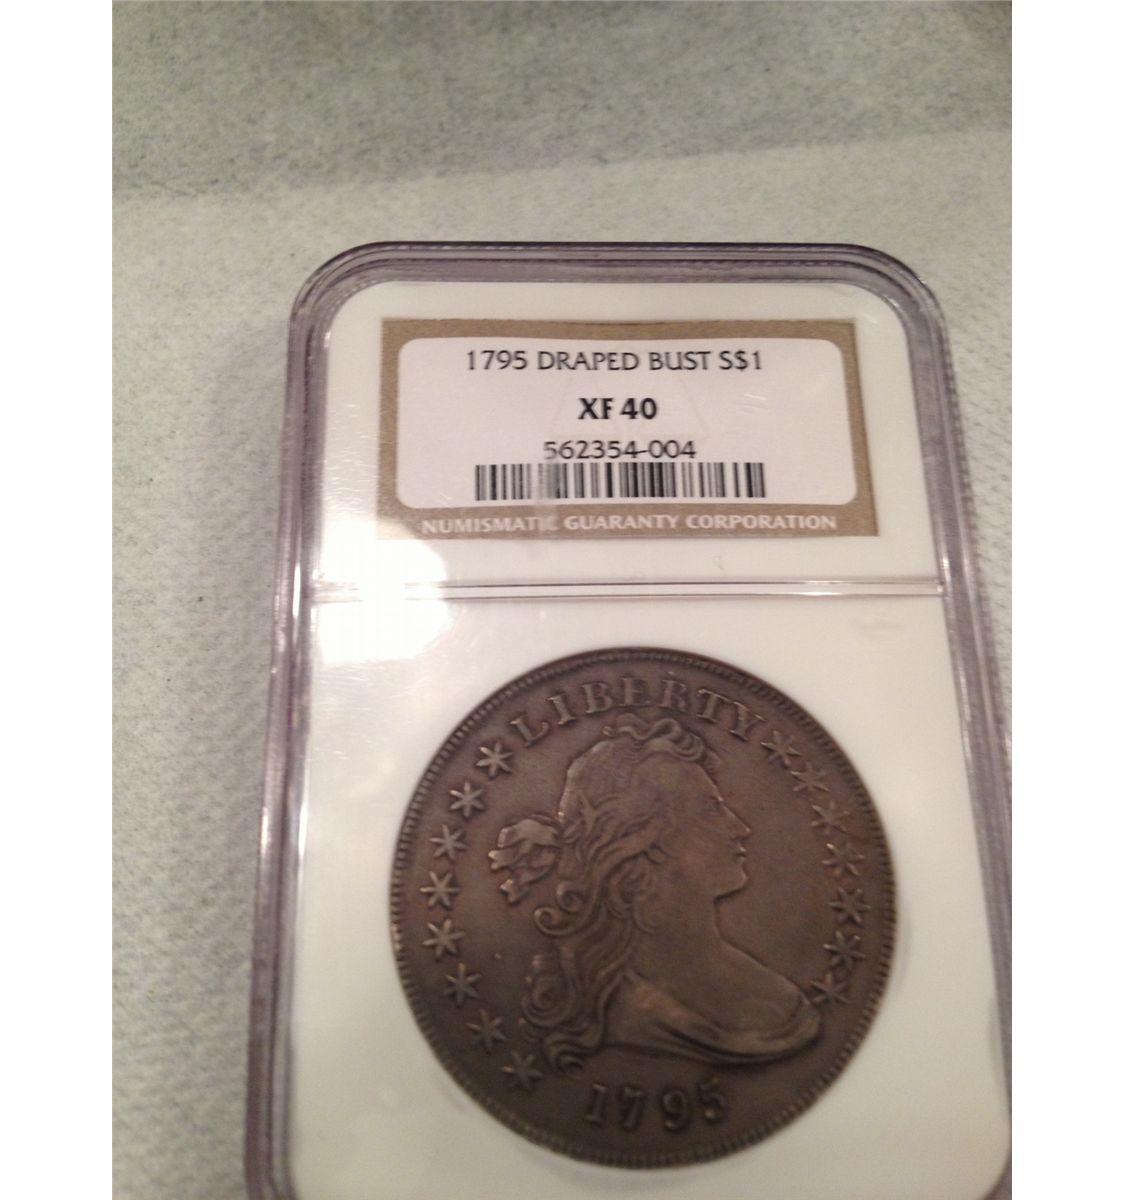 1795 DRAPED BUST S$1
XF 40
562354-004
NUMISMATIC GUARANTY CORPORATION
LIBERTY
1795